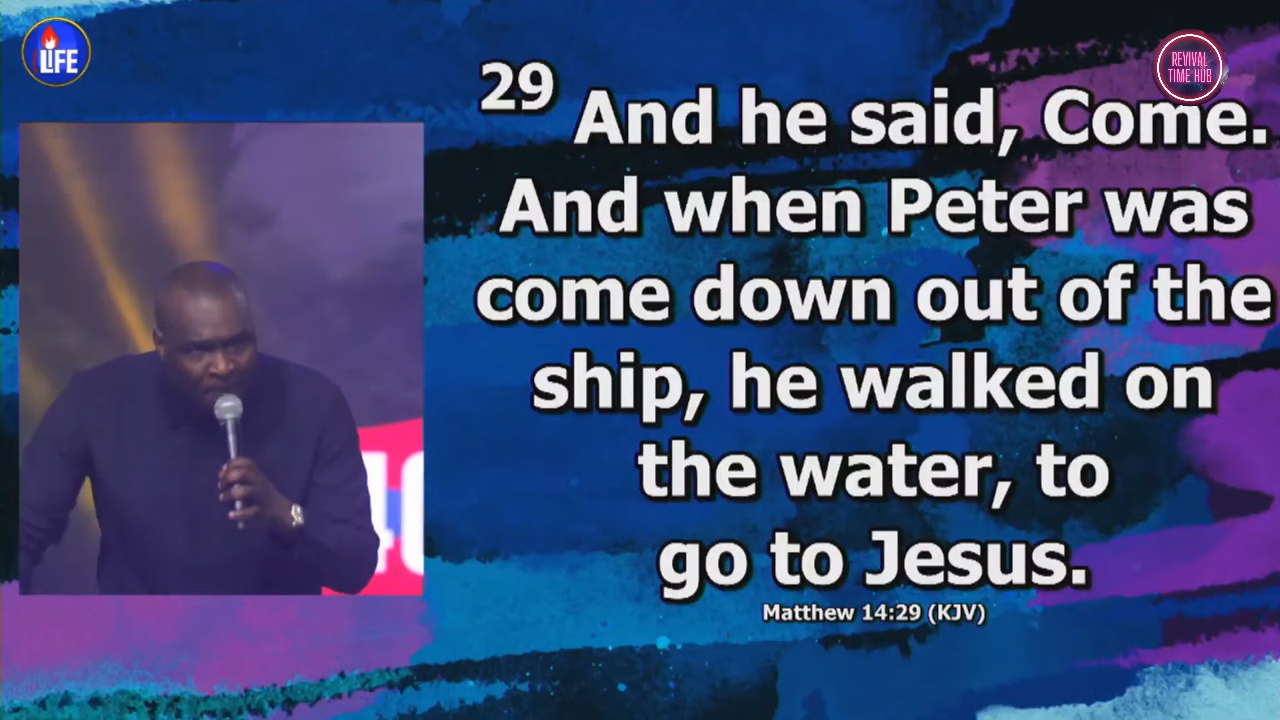 LIFE
REVIVAL
TIME HUB
29 And he said, Come.
And when Peter was
come down out of the
ship, he walked on
the water, to
go to Jesus.
Matthew 14:29 (KJV)